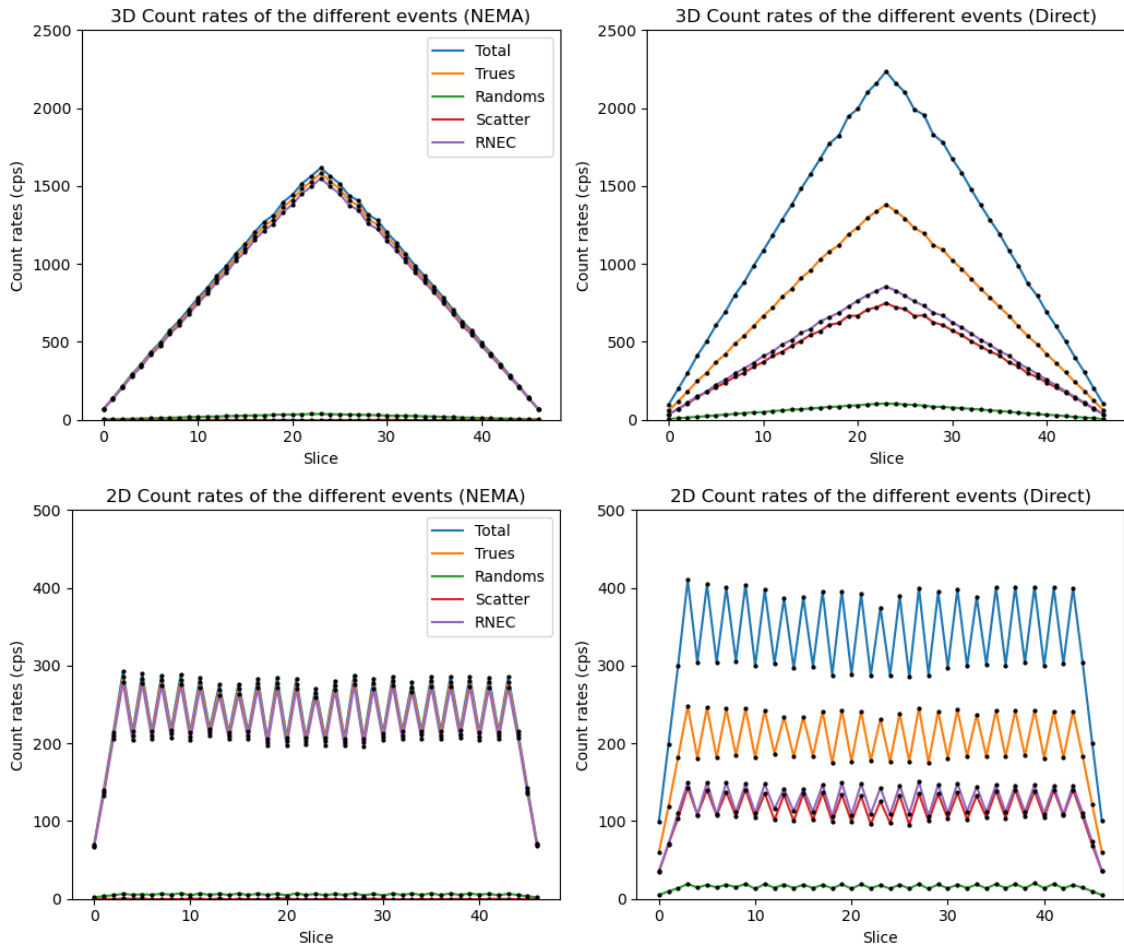 3D Count rates of the different events (NEMA)
2500
2000
1500
1000
500
0
Count rates (cps)
Total
Trues
Randoms
Scatter
RNEC
0 10 20 30 40
Slice
3D Count rates of the different events (Direct)
2500
2000
1500
1000
500
0
Count rates (cps)
0 10 20 30 40
Slice
2D Count rates of the different events (NEMA)
500
400
300
200
100
0
Count rates (cps)
Total
Trues
Randoms
Scatter
RNEC
0 10 20 30 40
Slice
2D Count rates of the different events (Direct)
500
400
300
200
100
0
Count rates (cps)
0 10 20 30 40
Slice